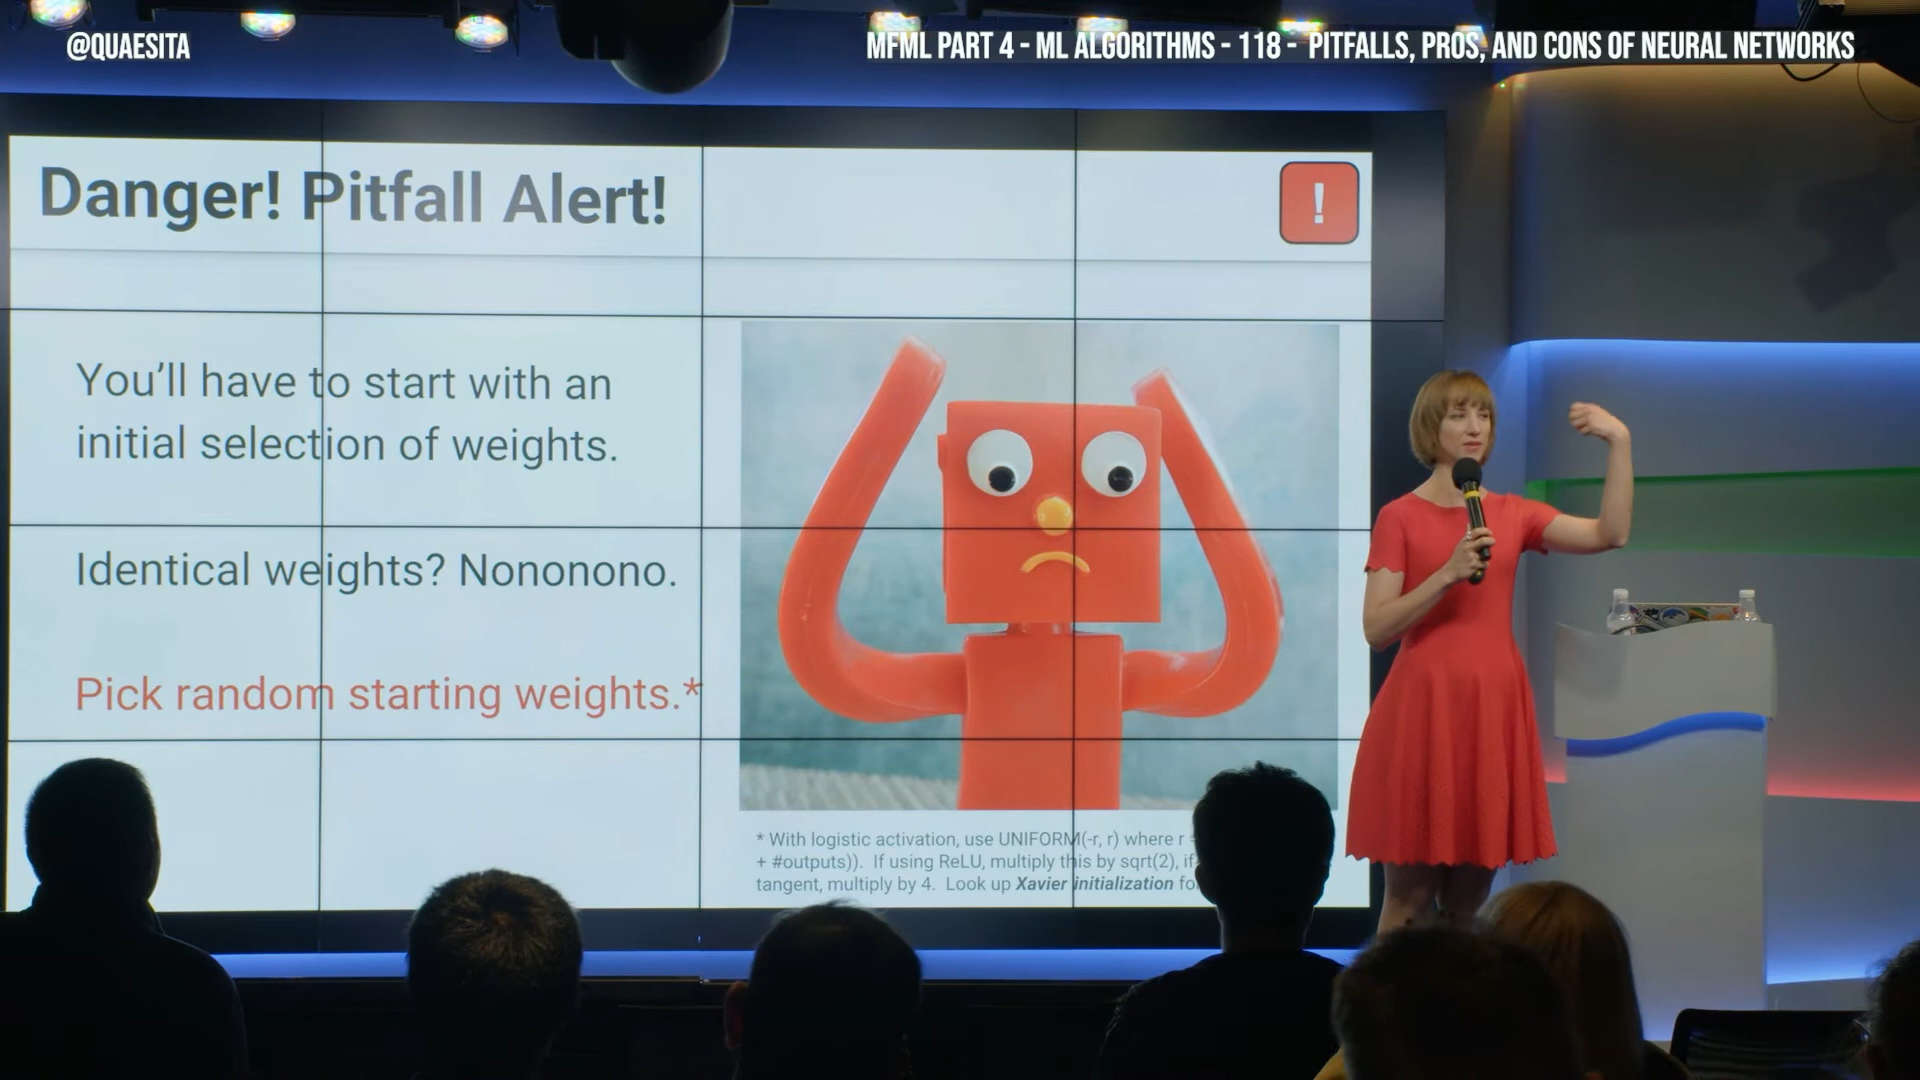 @QUAESITA
MFML PART 4 - ML ALGORITHMS - 118 - PITFALLS, PROS, AND CONS OF NEURAL NETWORKS
Danger! Pitfall Alert!
!
You'll have to start with an
initial selection of weights.
Identical weights? Nononono.
Pick random starting weights.*
* With logistic activation, use UNIFORM(-r, r) where r
+ #outputs)). If using ReLU, multiply this by sqrt(2), if
tangent, multiply by 4. Look up Xavier initialization